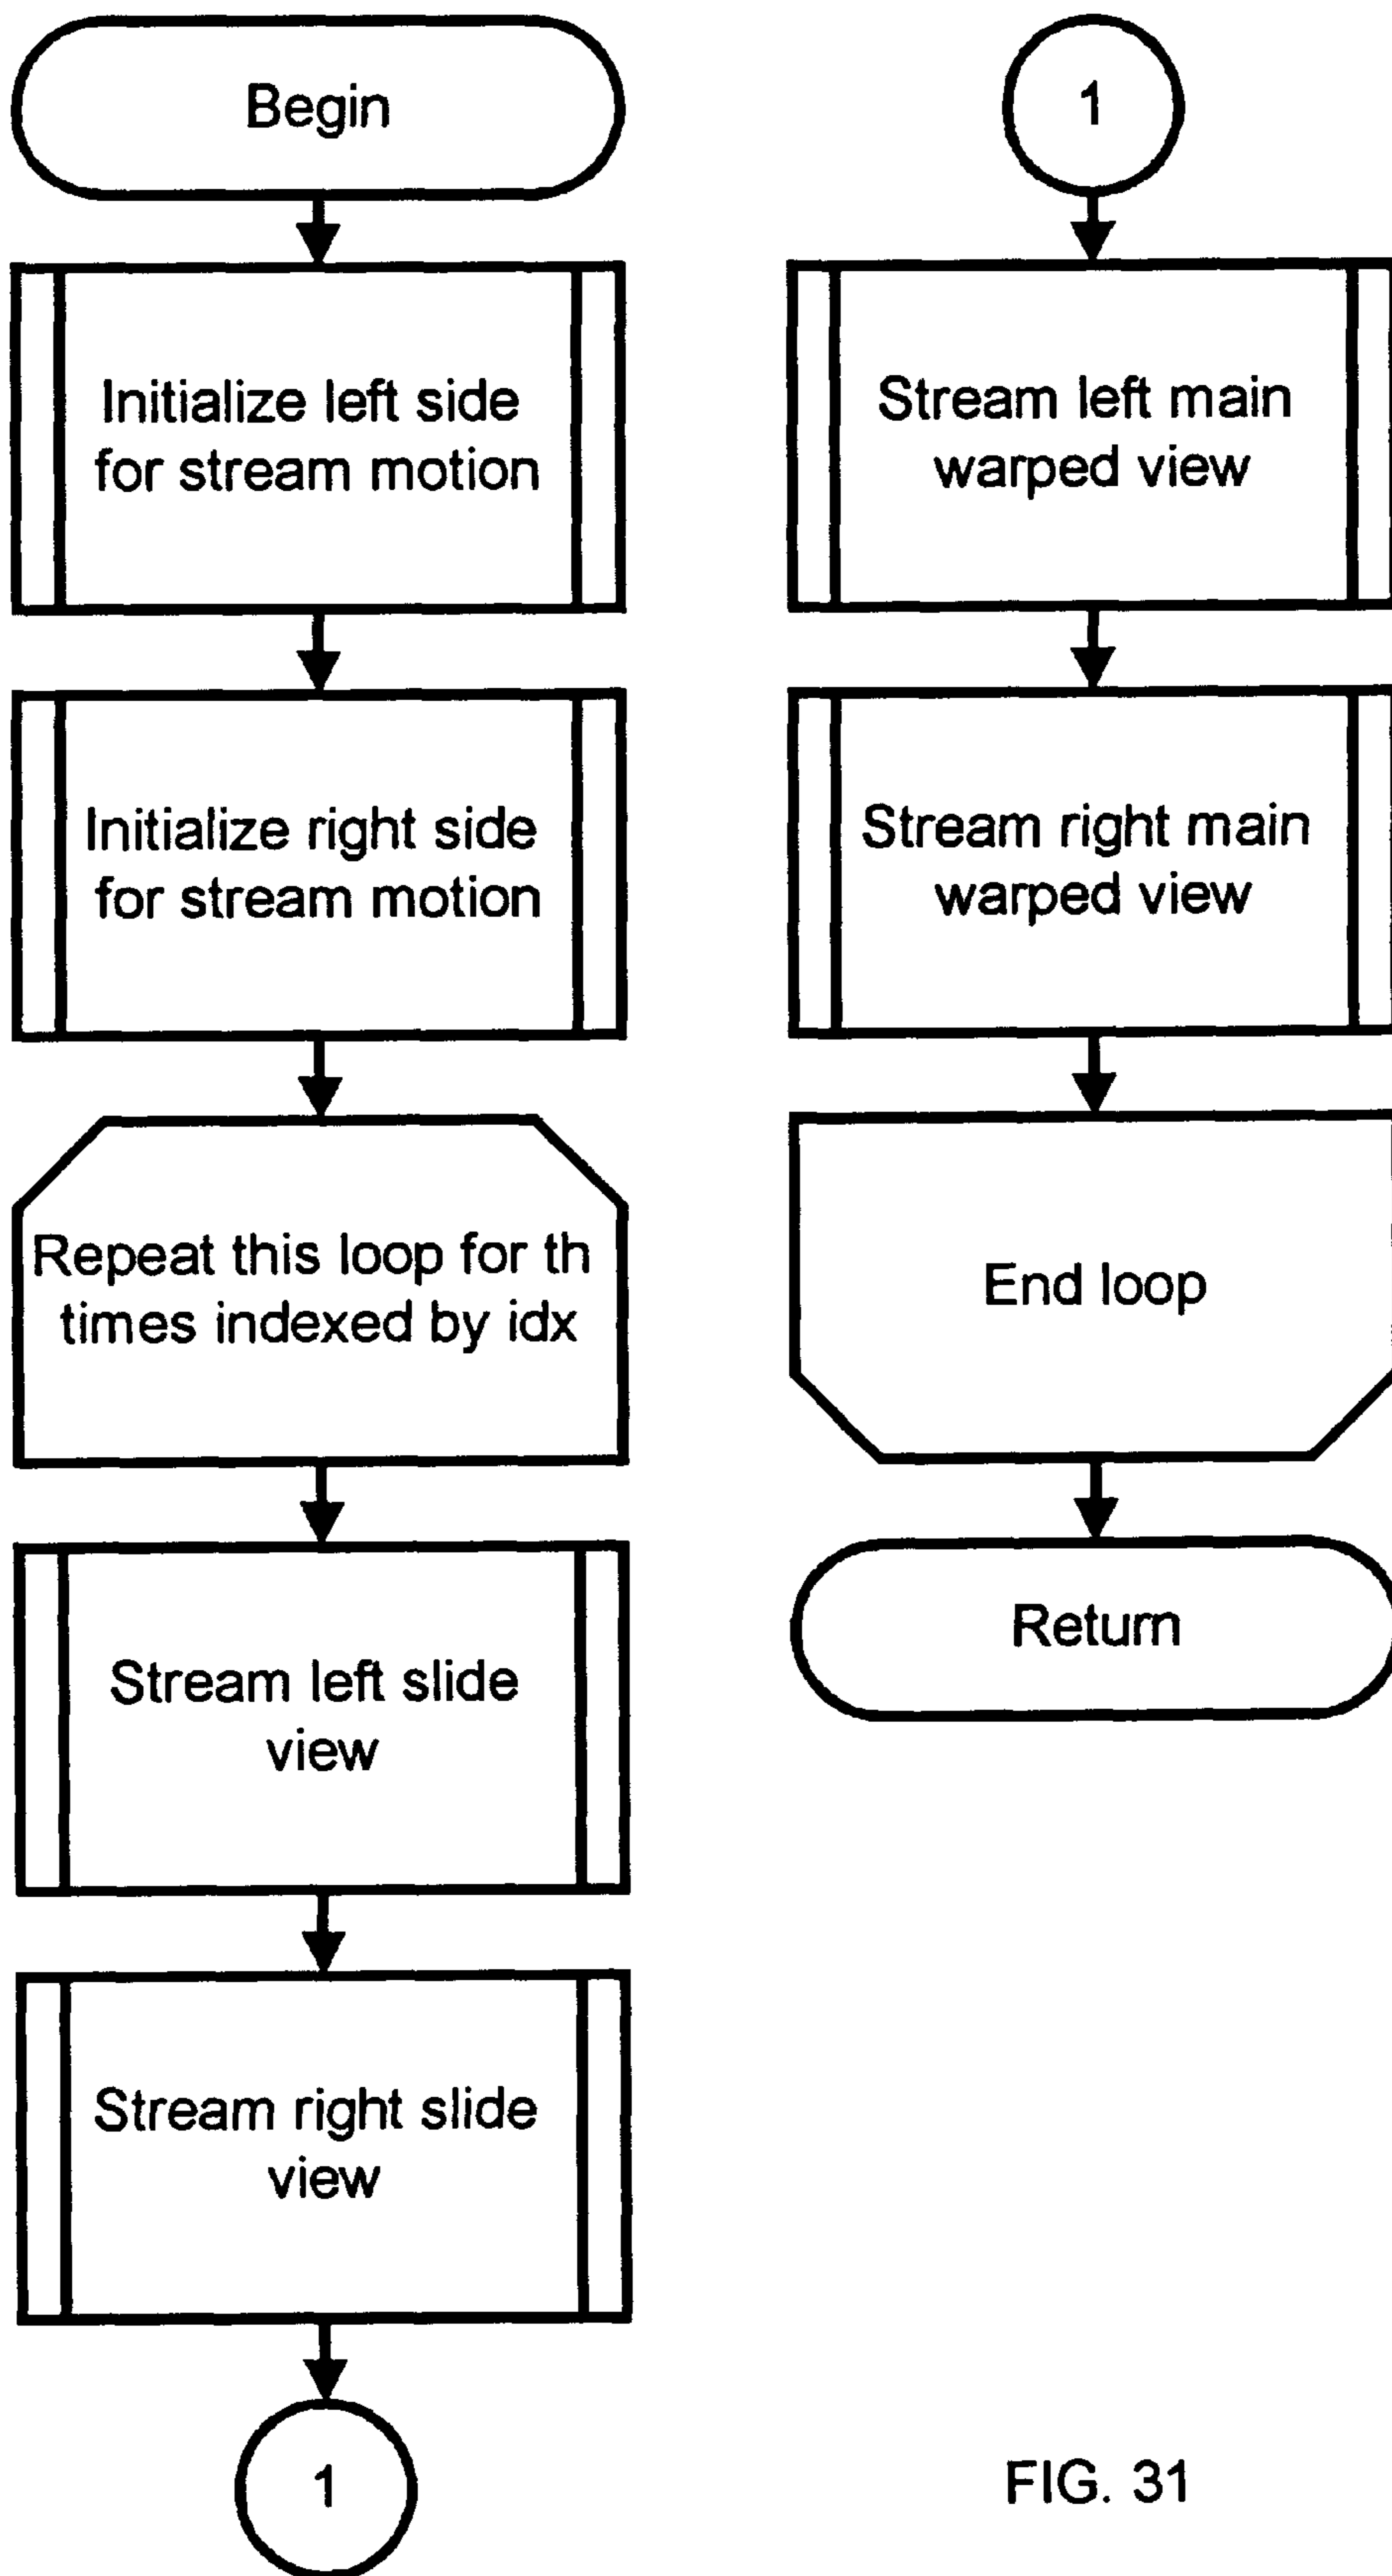 Begin
Initialize left side
for stream motion
Initialize right side
for stream motion
Repeat this loop for th
times indexed by idx
Stream left slide
view
Stream right slide
view
1
1
Stream left main
warped view
Stream right main
warped view
End loop
Return
FIG. 31